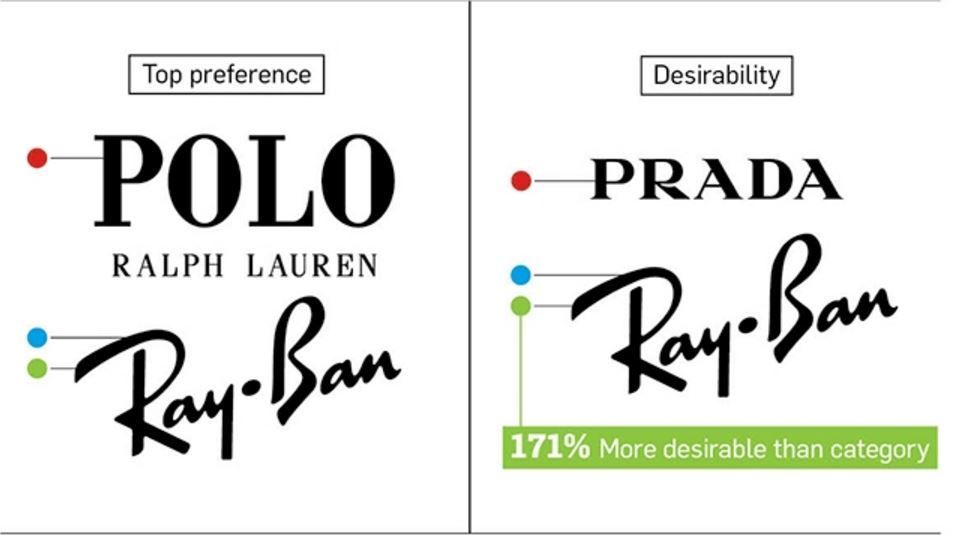 Top preference
POLO
RALPH LAUREN
Ray-Ban
Desirability
PRADA
Ray-Ban
171% More desirable than category